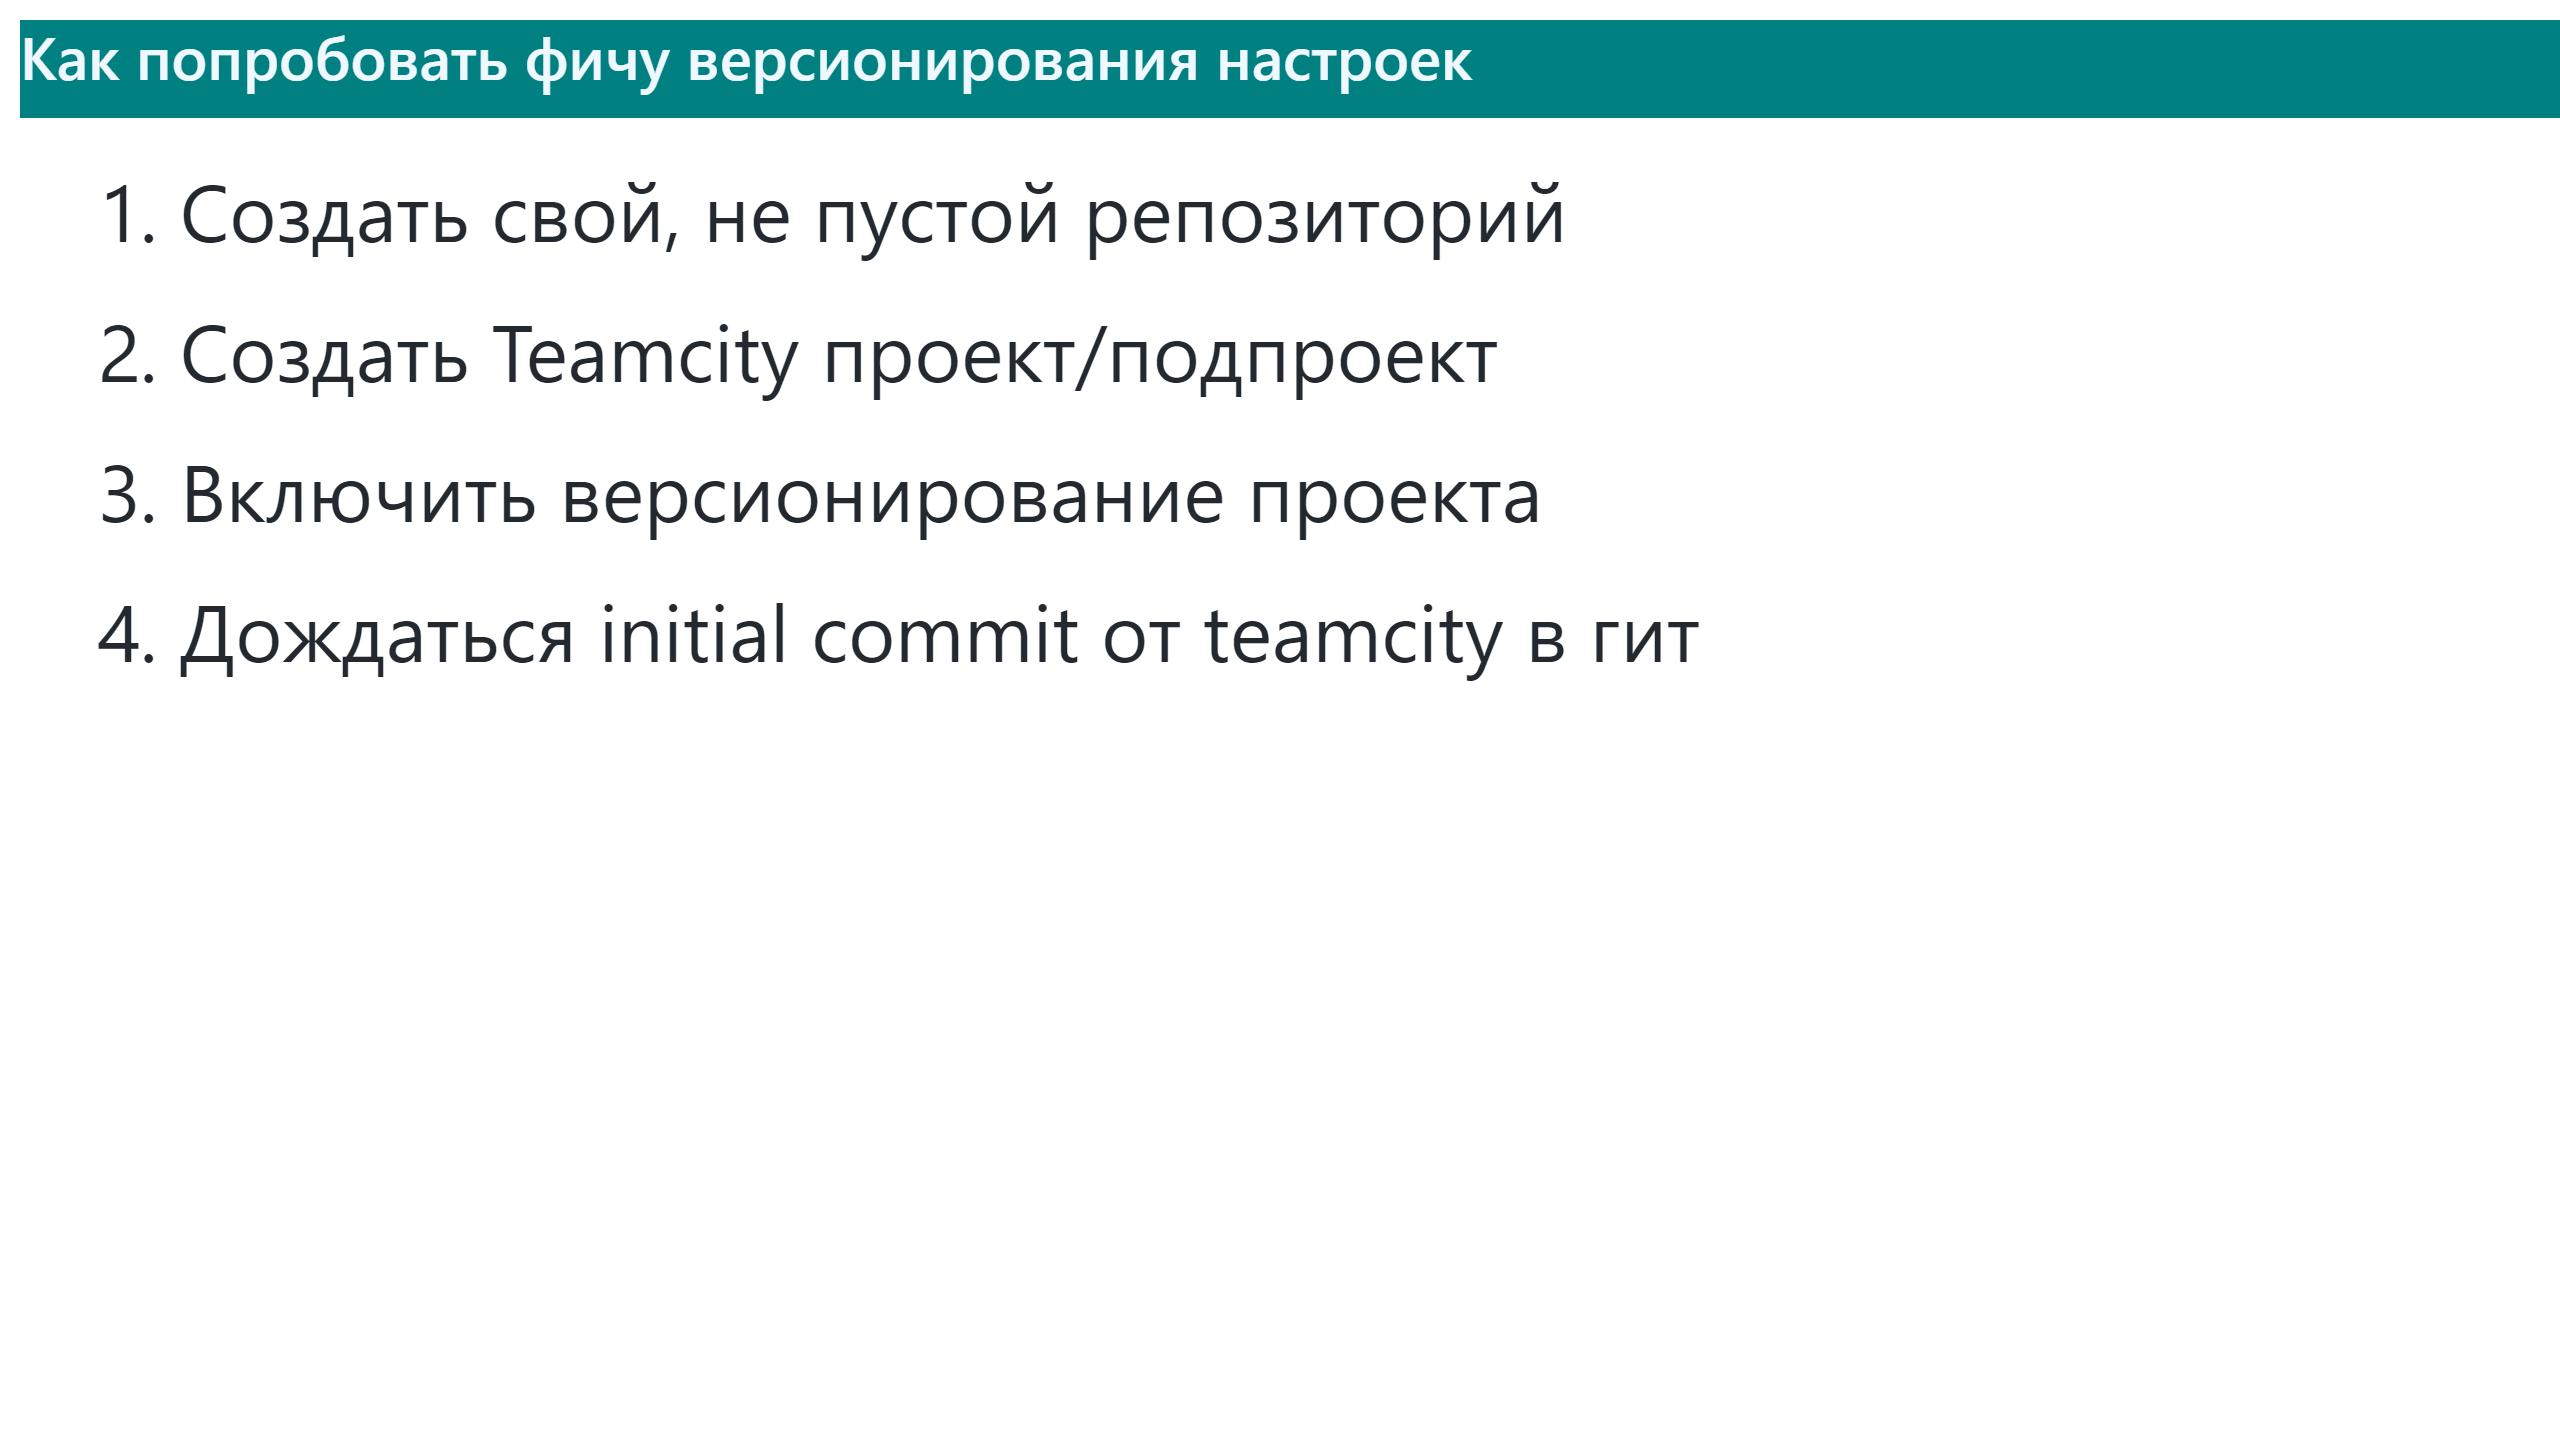 Как попробовать фичу версионирования настроек
1. Создать свой, не пустой репозиторий
2. Создать Teamcity проект/подпроект
3. Включить версионирование проекта
4. Дождаться initial commit от teamcity в гит